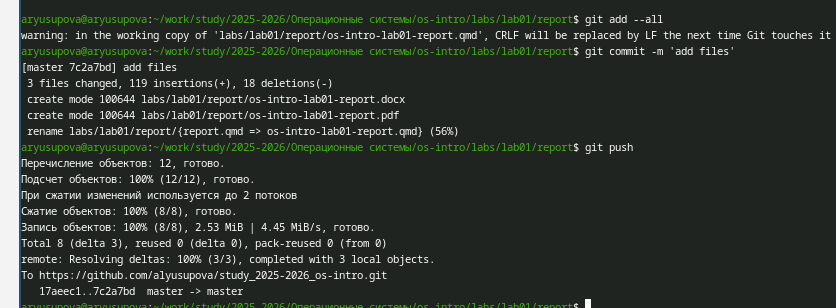 aryusupova@aryusupova:~/work/study/2025-2026/Операционные системы/os-intro/labs/lab01/report$ git add --all
warning: in the working copy of 'labs/lab01/report/os-intro-lab01-report.qmd', CRLF will be replaced by LF the next time Git touches it
aryusupova@aryusupova:~/work/study/2025-2026/Операционные системы/os-intro/labs/lab01/report$ git commit -m 'add files'
[master 7c2a7bd] add files
 3 files changed, 119 insertions(+), 18 deletions(-)
 create mode 100644 labs/lab01/report/os-intro-lab01-report.docx
 create mode 100644 labs/lab01/report/os-intro-lab01-report.pdf
 rename labs/lab01/report/{report.qmd => os-intro-lab01-report.qmd} (56%)
aryusupova@aryusupova:~/work/study/2025-2026/Операционные системы/os-intro/labs/lab01/report$ git push
Перечисление объектов: 12, готово.
Подсчет объектов: 100% (12/12), готово.
При сжатии изменений используется до 2 потоков
Сжатие объектов: 100% (8/8), готово.
Запись объектов: 100% (8/8), 2.53 MiB | 4.45 MiB/s, готово.
Total 8 (delta 3), reused 0 (delta 0), pack-reused 0 (from 0)
remote: Resolving deltas: 100% (3/3), completed with 3 local objects.
To https://github.com/alyusupova/study_2025-2026_os-intro.git
   17aeec1..7c2a7bd  master -> master
aryusupova@aryusupova:~/work/study/2025-2026/Операционные системы/os-intro/labs/lab01/report$